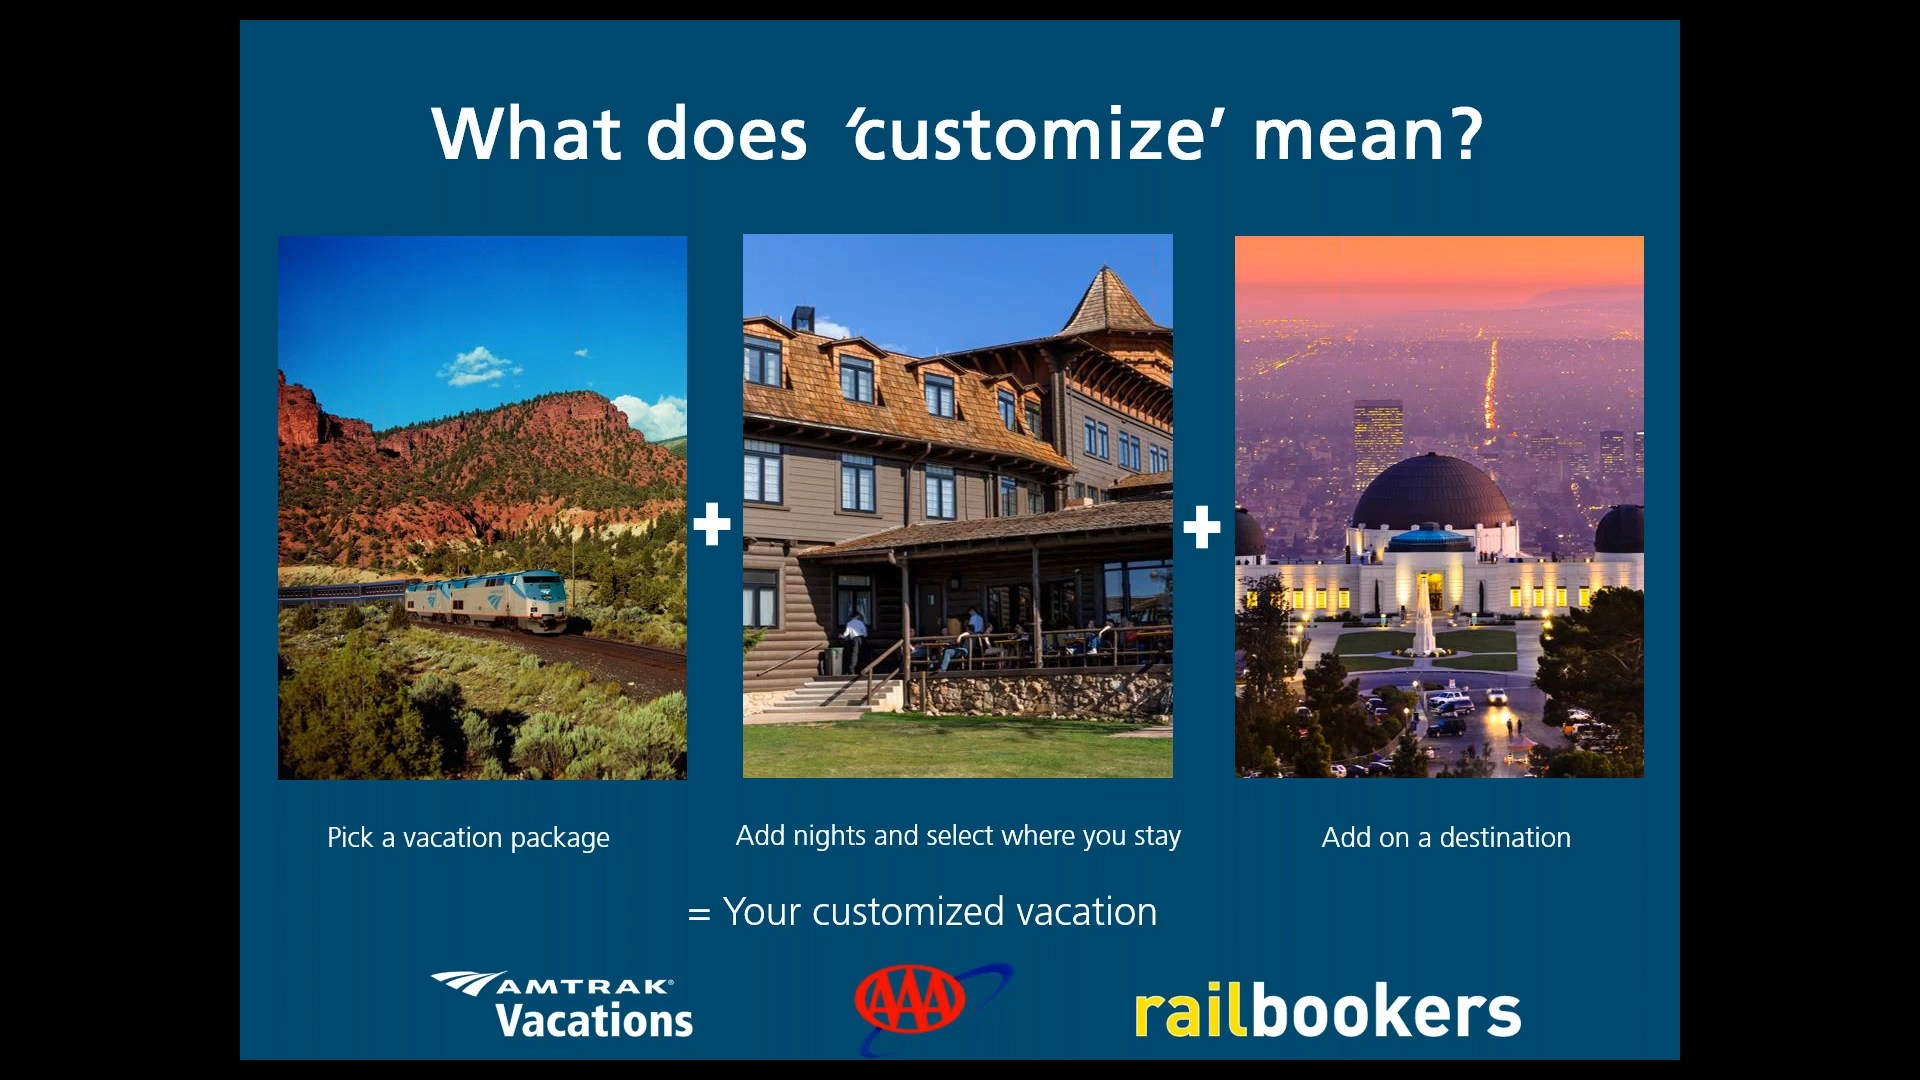 What does ‘customize’ mean?
Pick a vacation package
Add nights and select where you stay
Add on a destination
= Your customized vacation
AMTRAK®
Vacations
AAA
railbookers